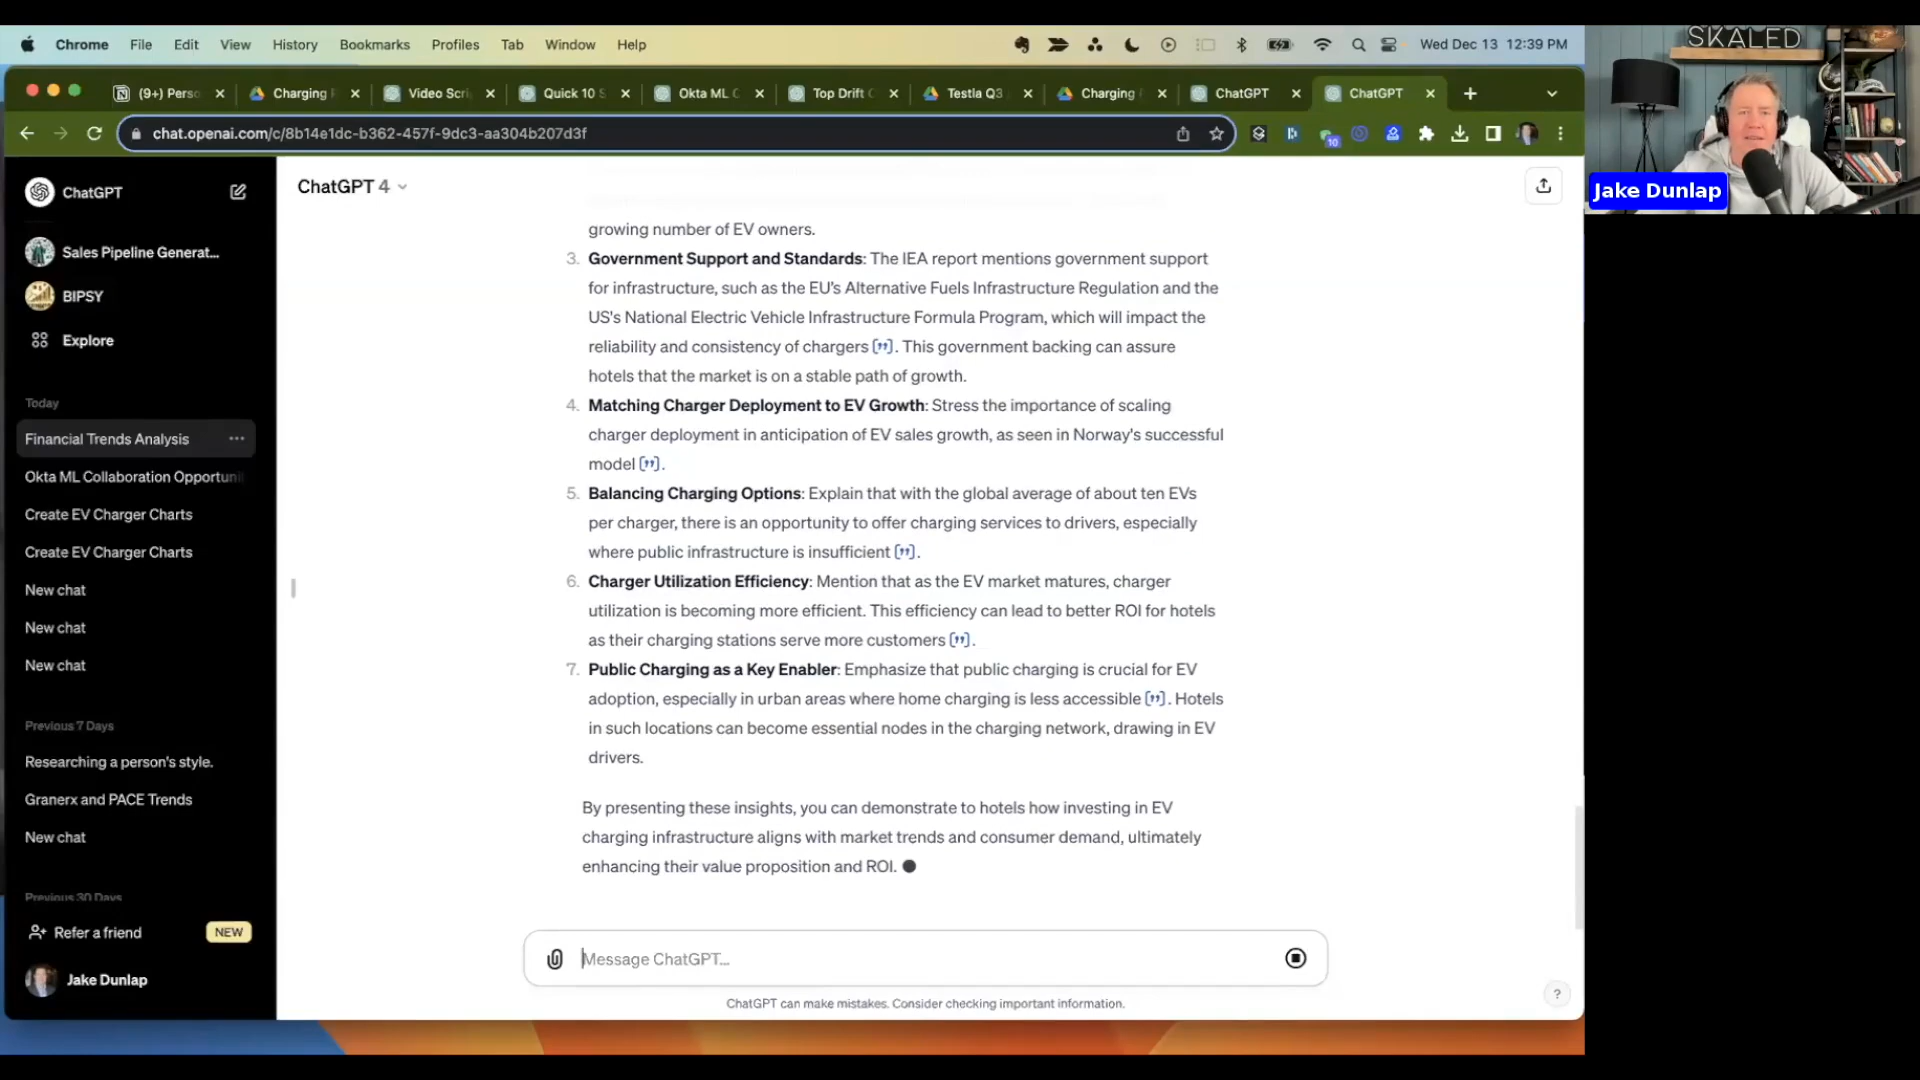 Chrome File Edit View History Bookmarks Profiles Tab Window Help
Wed Dec 13 12:39 PM
SKALED
(9+) Perso
Charging
Video Scri
Quick 10 S
Okta ML C
Top Drift C
Testla Q3
Charging
ChatGPT
ChatGPT
chat.openai.com/c/8b14e1dc-b362-457f-9dc3-aa304b207d3f
10
Jake Dunlap
ChatGPT
Sales Pipeline Generat...
BIPSY
Explore
Today
Financial Trends Analysis
Okta ML Collaboration Opportuni
Create EV Charger Charts
Create EV Charger Charts
New chat
New chat
New chat
Previous 7 Days
Researching a person's style.
Granerx and PACE Trends
New chat
Previous 30 Days
Refer a friend NEW
Jake Dunlap
ChatGPT 4
growing number of EV owners.
3. Government Support and Standards: The IEA report mentions government support
for infrastructure, such as the EU's Alternative Fuels Infrastructure Regulation and the
US's National Electric Vehicle Infrastructure Formula Program, which will impact the
reliability and consistency of chargers ["]. This government backing can assure
hotels that the market is on a stable path of growth.
4. Matching Charger Deployment to EV Growth: Stress the importance of scaling
charger deployment in anticipation of EV sales growth, as seen in Norway's successful
model ["].
5. Balancing Charging Options: Explain that with the global average of about ten EVs
per charger, there is an opportunity to offer charging services to drivers, especially
where public infrastructure is insufficient ["].
6. Charger Utilization Efficiency: Mention that as the EV market matures, charger
utilization is becoming more efficient. This efficiency can lead to better ROI for hotels
as their charging stations serve more customers ["].
7. Public Charging as a Key Enabler: Emphasize that public charging is crucial for EV
adoption, especially in urban areas where home charging is less accessible ["]. Hotels
in such locations can become essential nodes in the charging network, drawing in EV
drivers.
By presenting these insights, you can demonstrate to hotels how investing in EV
charging infrastructure aligns with market trends and consumer demand, ultimately
enhancing their value proposition and ROI.
Message ChatGPT...
ChatGPT can make mistakes. Consider checking important information.
?